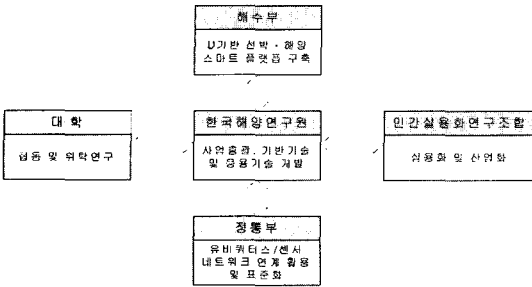 해수부
U기반 선박·해양
스마트 플랫폼 구축
대학
협동 및 위탁연구
한국해양연구원
사업총괄, 기반기술
및 응용기술 개발
민간실용화연구조합
실용화 및 산업화
정통부
유비쿼터스/센서
네트워크 연계 활용
및 표준화